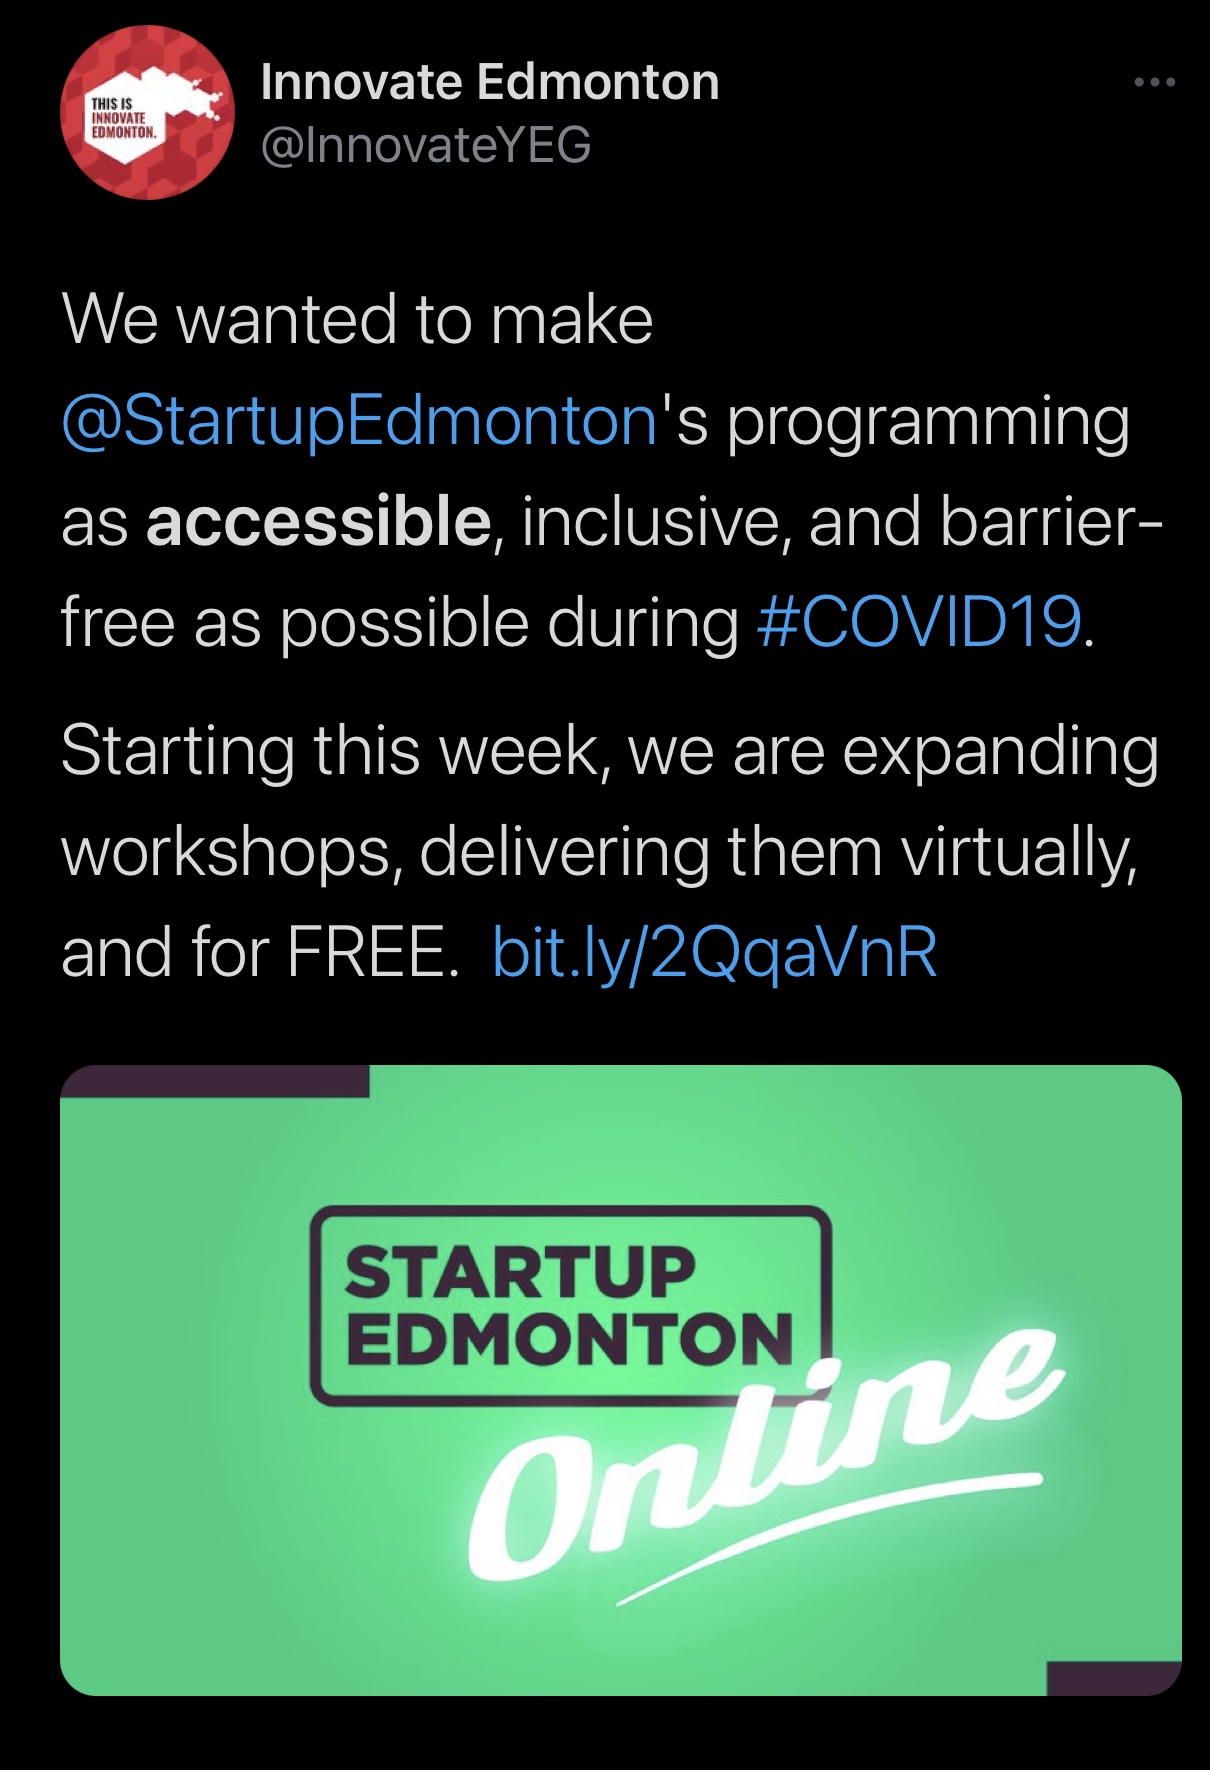 THIS IS
INNOVATE
EDMONTON.
Innovate Edmonton
@InnovateYEG
We wanted to make
@StartupEdmonton's programming
as accessible, inclusive, and barrier-
free as possible during #COVID19.
Starting this week, we are expanding
workshops, delivering them virtually,
and for FREE. bit.ly/2QqaVnR
STARTUP
EDMONTON
Online